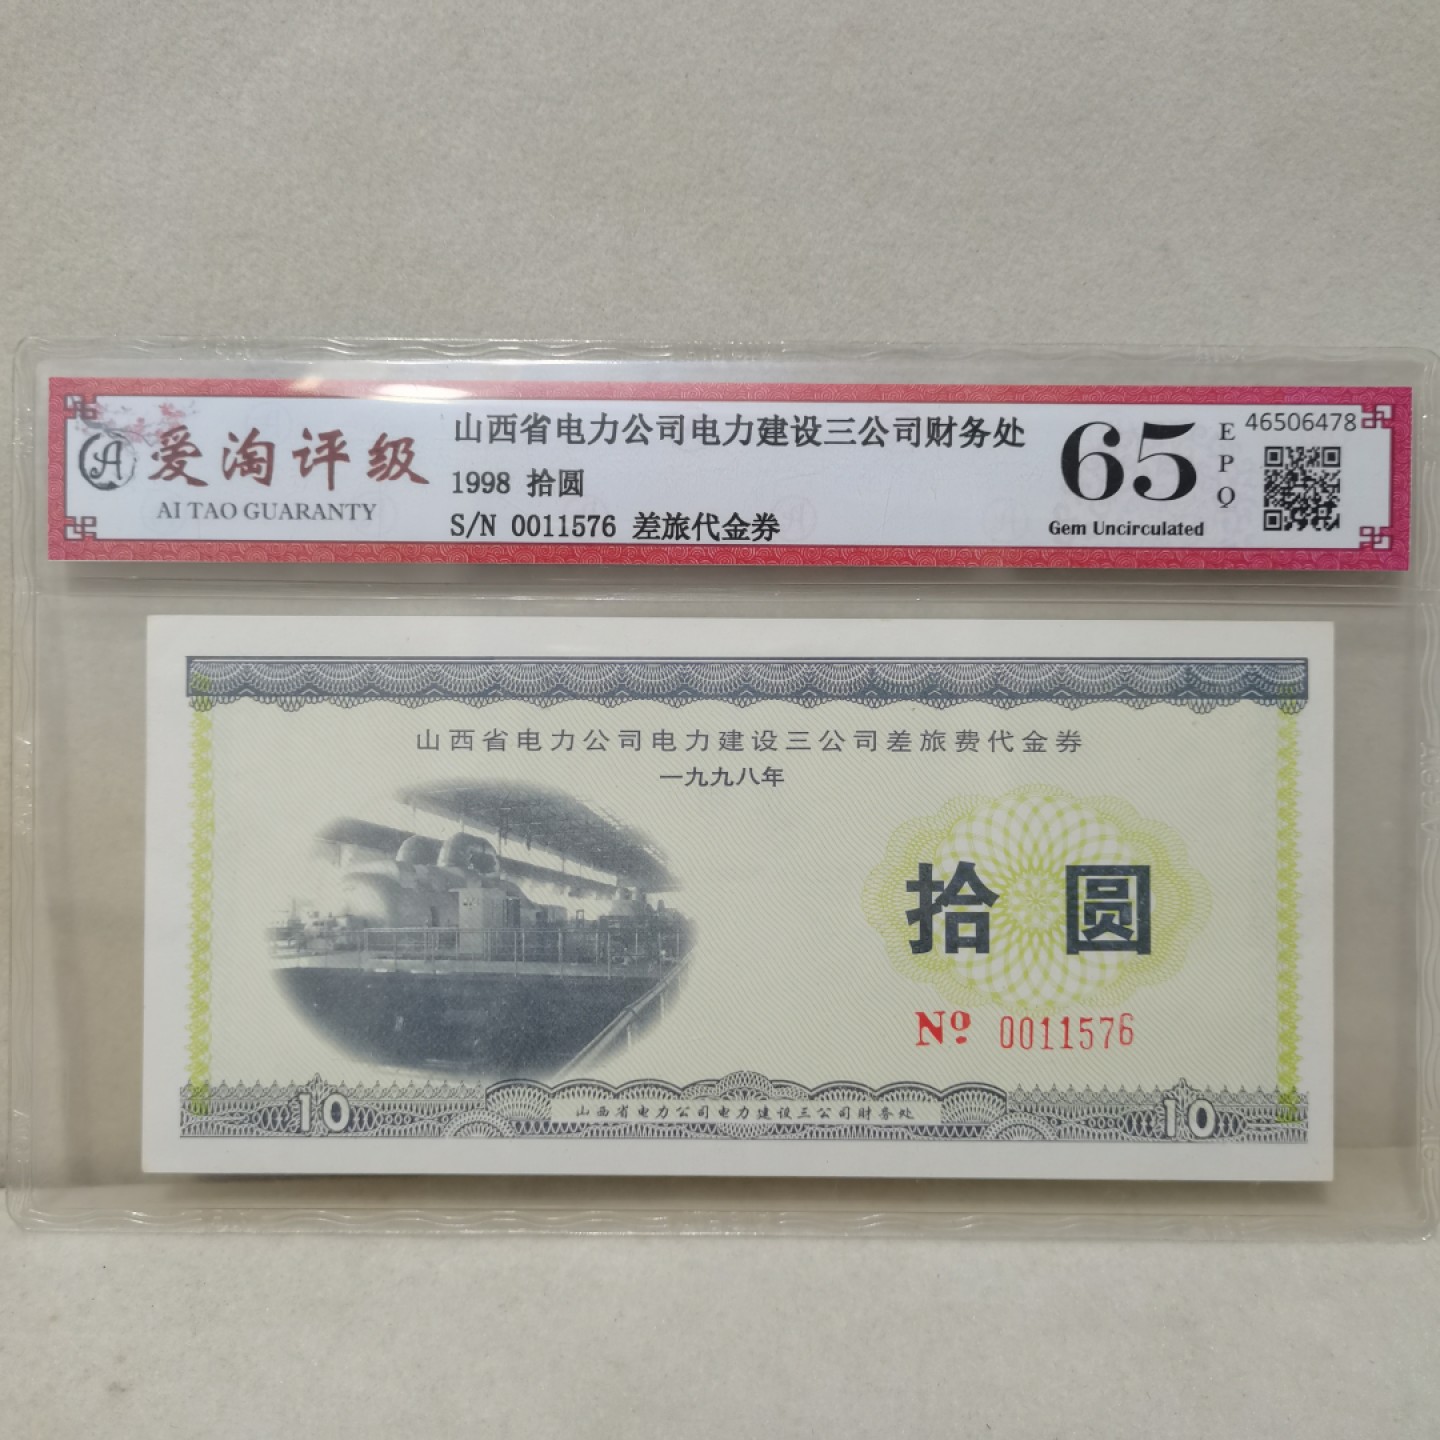 爱淘评级
AI TAO GUARANTY
山西省电力公司电力建设三公司财务处
1998 拾圆
S/N 0011576 差旅代金券
65
EPQ
Gem Uncirculated
46506478
山西省电力公司电力建设三公司差旅费代金券
一九九八年
拾圆
Nº 0011576
10
山西省电力公司电力建设三公司财务处
10